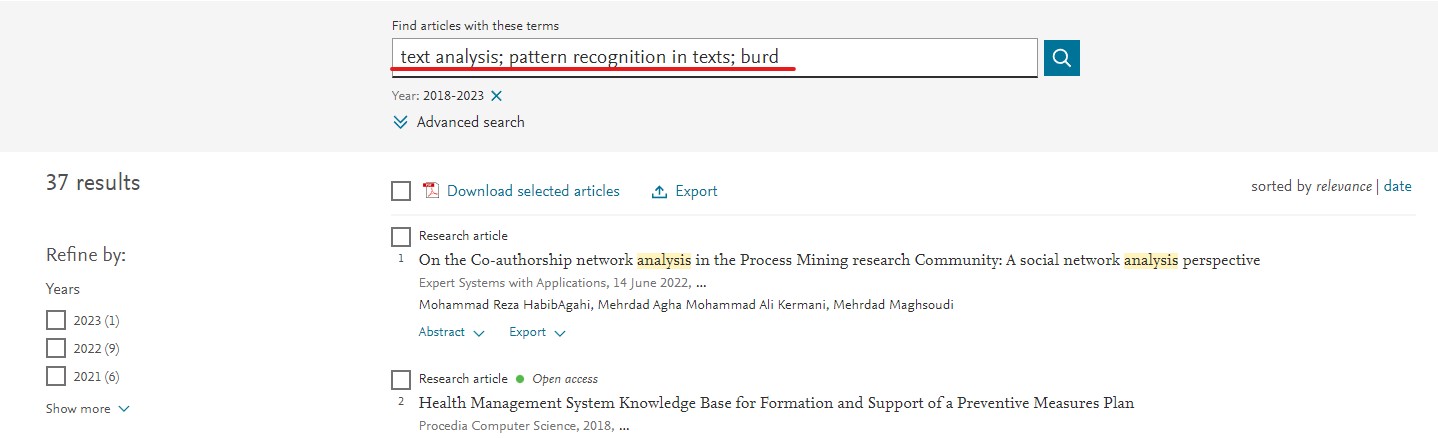 Find articles with these terms
text analysis; pattern recognition in texts; burd
Year: 2018-2023 ×
Advanced search
37 results
Download selected articles Export
sorted by relevance | date
Refine by:
Years
2023 (1)
2022 (9)
2021 (6)
Show more
Research article
1 On the Co-authorship network analysis in the Process Mining research Community: A social network analysis perspective
Expert Systems with Applications, 14 June 2022, ...
Mohammad Reza HabibAgahi, Mehrdad Agha Mohammad Ali Kermani, Mehrdad Maghsoudi
Abstract Export
Research article Open access
2 Health Management System Knowledge Base for Formation and Support of a Preventive Measures Plan
Procedia Computer Science, 2018, ...